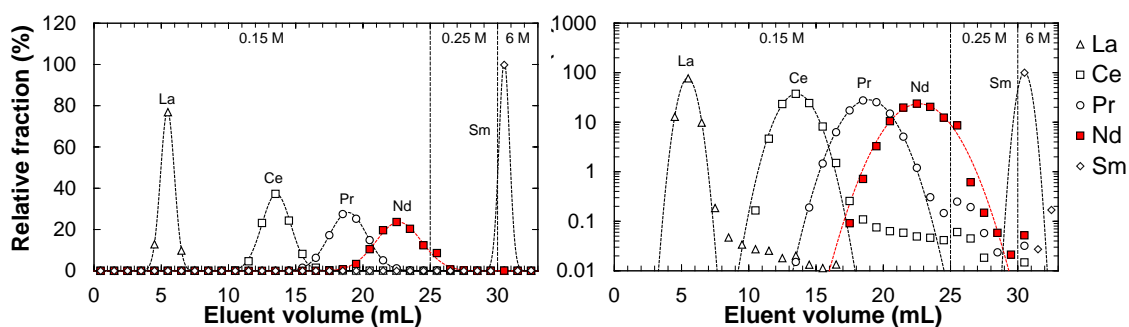 Relative fraction (%)
120
100
80
60
40
20
0
0.15 M
0.25 M
6 M
La
Ce
Pr
Nd
Sm
0
5
10
15
20
25
30
Eluent volume (mL)
1000
100
10
1
0.1
0.01
0.15 M
0.25 M
6 M
La
Ce
Pr
Nd
Sm
0
5
10
15
20
25
30
Eluent volume (mL)
La
Ce
Pr
Nd
Sm